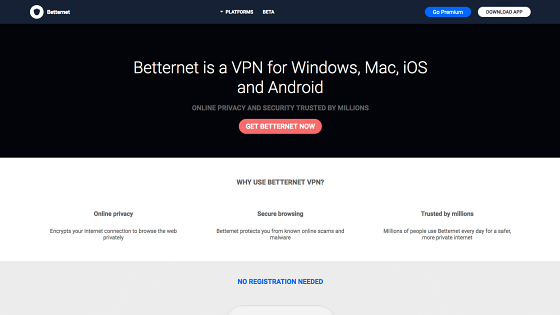 Betternet
PLATFORMS
BETA
Go Premium
DOWNLOAD APP
Betternet is a VPN for Windows, Mac, iOS
and Android
ONLINE PRIVACY AND SECURITY TRUSTED BY MILLIONS
GET BETTERNET NOW
WHY USE BETTERNET VPN?
Online privacy
Encrypts your internet connection to browse the web
privately
Secure browsing
Betternet protects you from known online scams and
malware
Trusted by millions
Millions of people use Betternet every day for a safer,
more private internet
NO REGISTRATION NEEDED